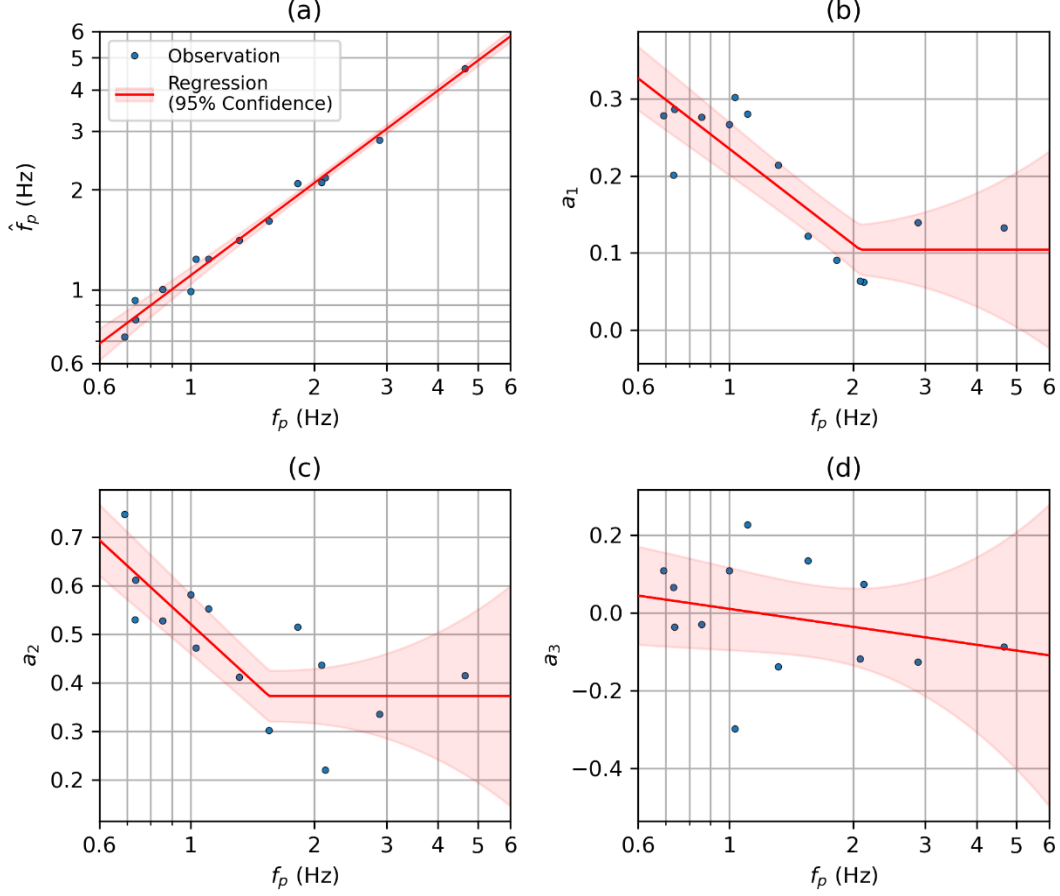 (a)
6
5
4
3
2
1
0.6
f̂p (Hz)
Observation
Regression
(95% Confidence)
0.6 1 2 3 4 5 6
fp (Hz)
(b)
0.3
0.2
0.1
0.0
a1
0.6 1 2 3 4 5 6
fp (Hz)
(c)
0.7
0.6
0.5
0.4
0.3
0.2
a2
0.6 1 2 3 4 5 6
fp (Hz)
(d)
0.2
0.0
−0.2
−0.4
a3
0.6 1 2 3 4 5 6
fp (Hz)